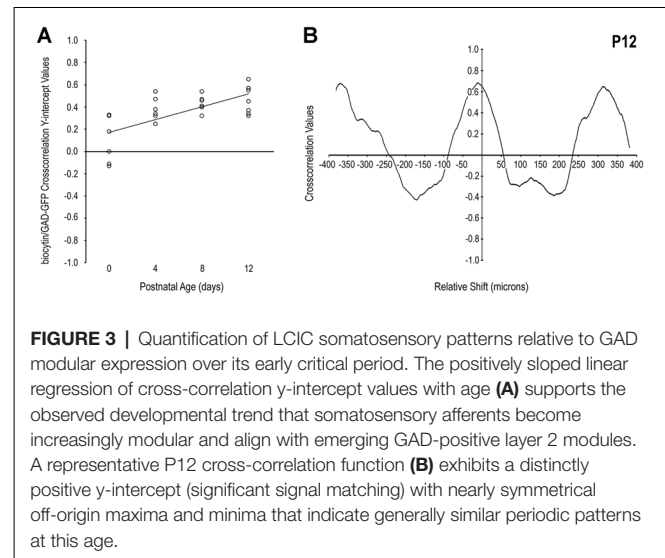 A
B
P12
1.0
0.8
0.6
0.4
0.2
0.0
-0.2
-0.4
-0.6
-0.8
-1.0
biocytin/GAD-GFP Crosscorrelation Y-intercept Values
0 4 8 12
Postnatal Age (days)
1.0
0.8
0.6
0.4
0.2
-0.2
-0.4
-0.6
-0.8
-1.0
Crosscorrelation Values
-400 -350 -300 -250 -200 -150 -100 -50 50 100 150 200 250 300 350 400
Relative Shift (microns)
FIGURE 3 | Quantification of LCIC somatosensory patterns relative to GAD
modular expression over its early critical period. The positively sloped linear
regression of cross-correlation y-intercept values with age (A) supports the
observed developmental trend that somatosensory afferents become
increasingly modular and align with emerging GAD-positive layer 2 modules.
A representative P12 cross-correlation function (B) exhibits a distinctly
positive y-intercept (significant signal matching) with nearly symmetrical
off-origin maxima and minima that indicate generally similar periodic patterns
at this age.